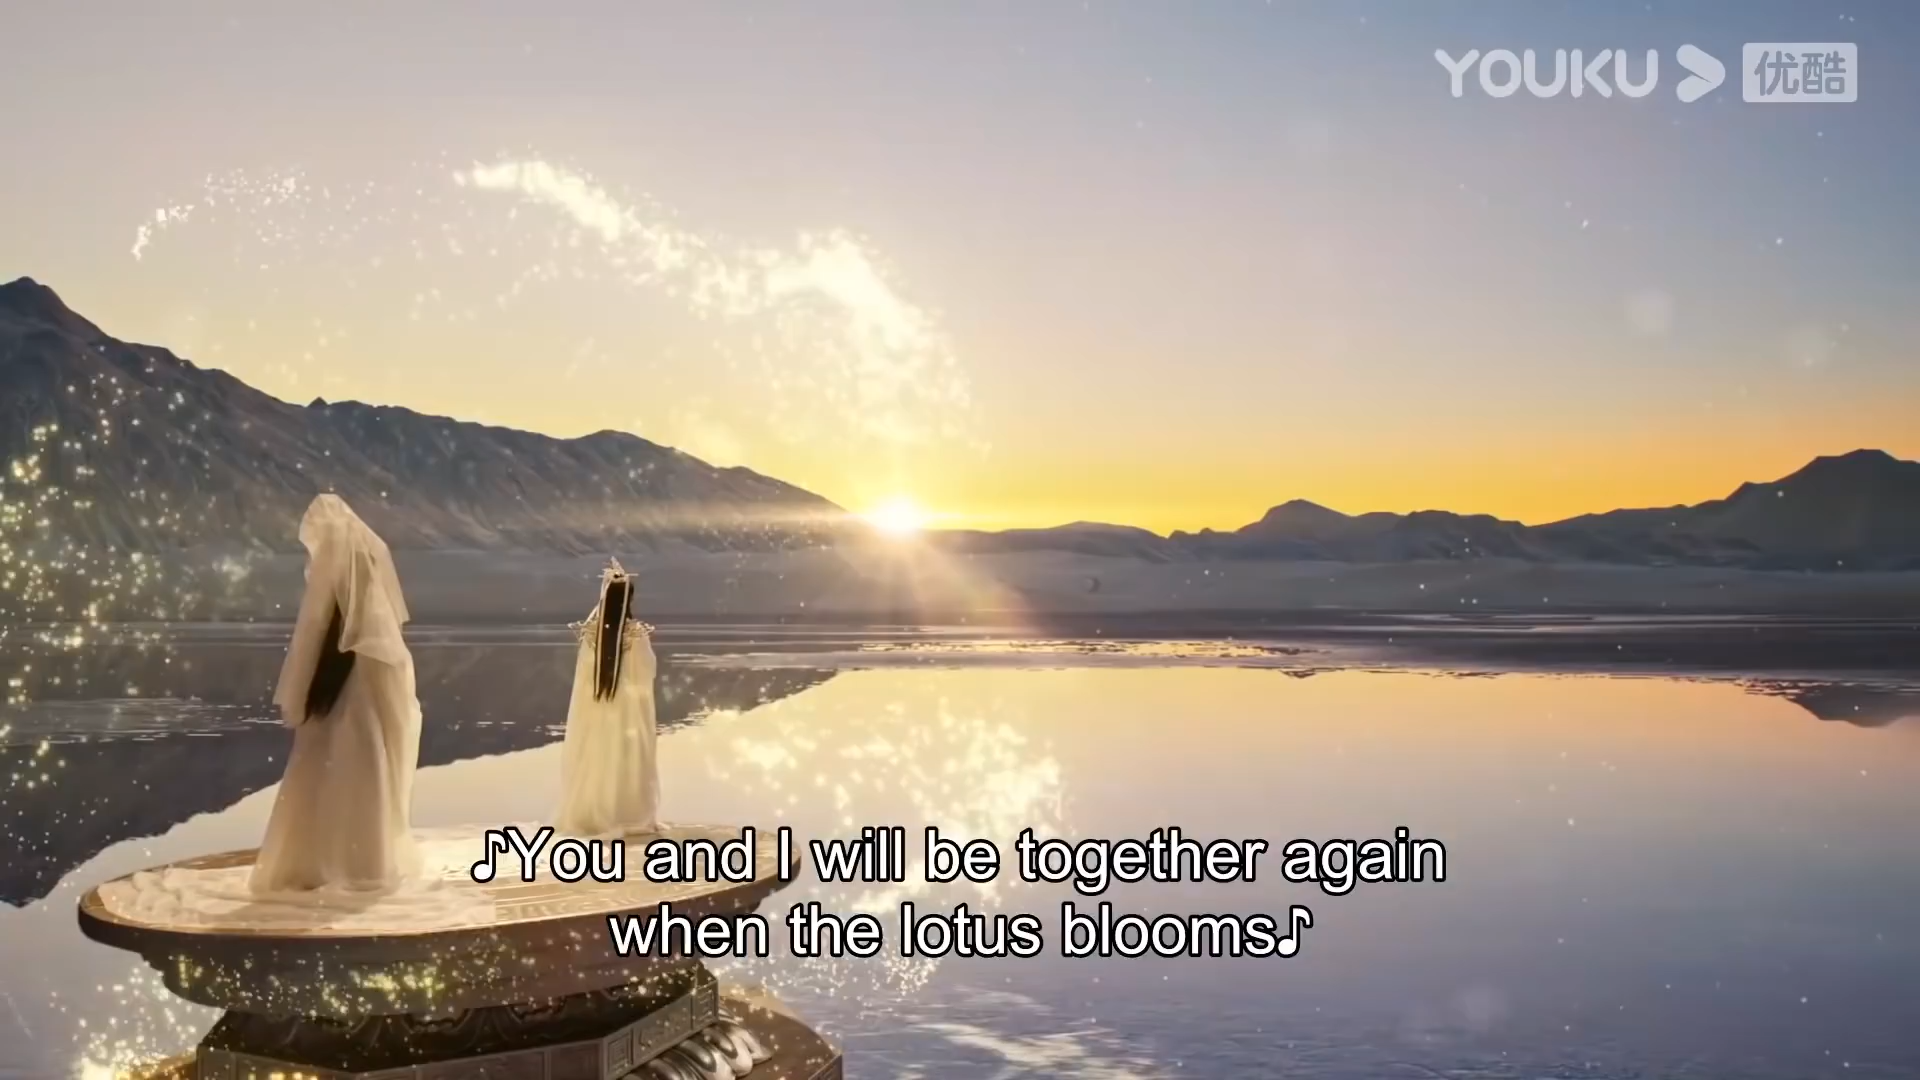 YOUKU 优酷
♪You and I will be together again
when the lotus blooms♪